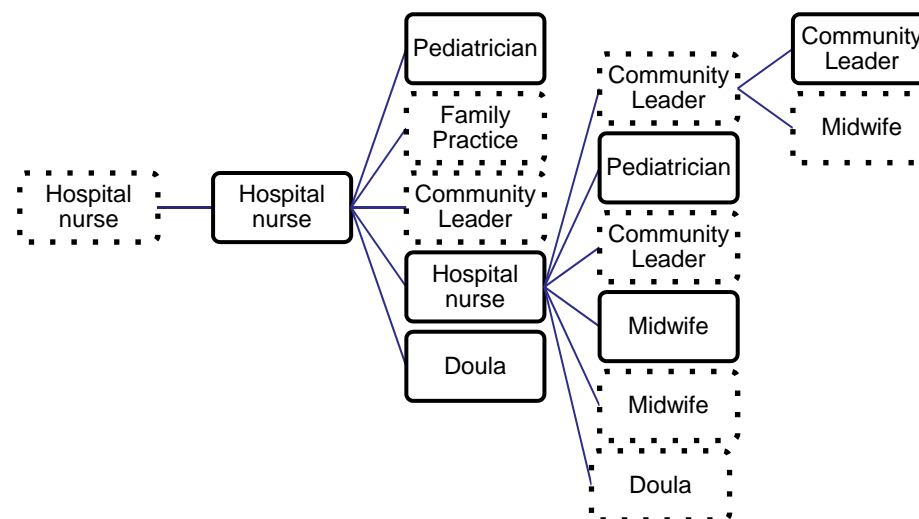 Hospital
nurse
Hospital
nurse
Pediatrician
Family
Practice
Community
Leader
Hospital
nurse
Doula
Community
Leader
Pediatrician
Community
Leader
Midwife
Midwife
Doula
Community
Leader
Midwife